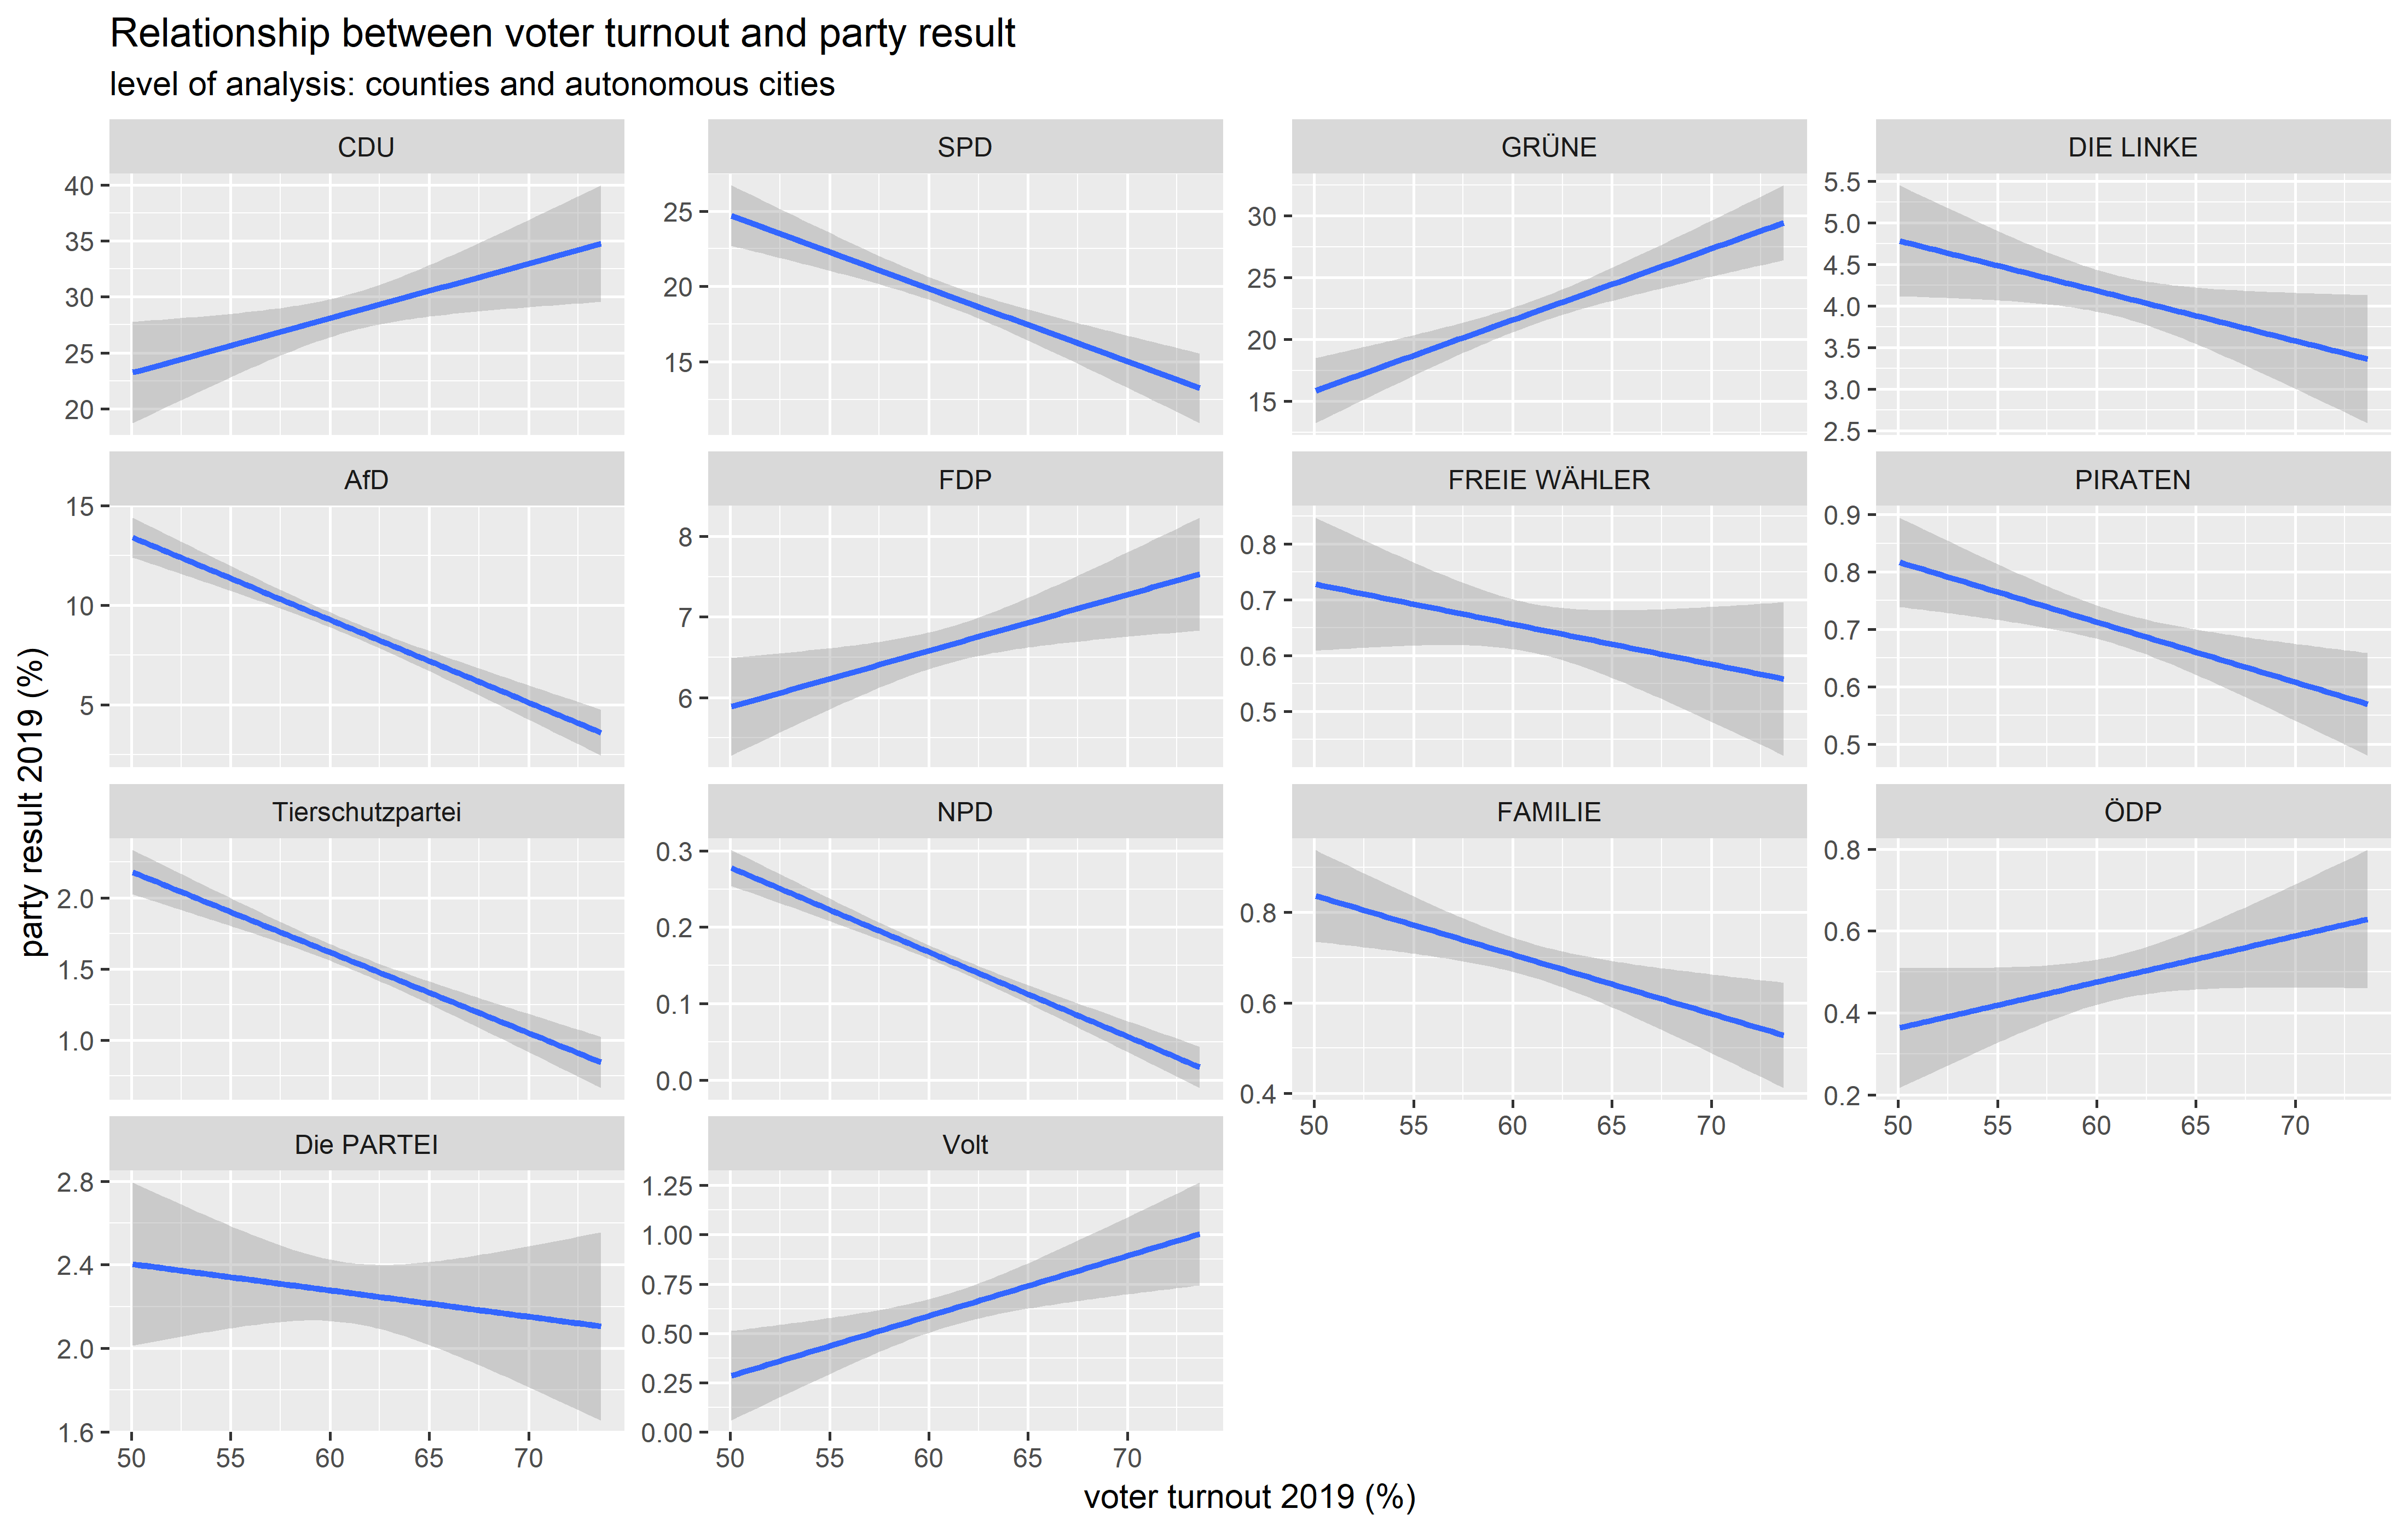 Relationship between voter turnout and party result
level of analysis: counties and autonomous cities
CDU
SPD
GRÜNE
DIE LINKE
40
35
30
25
20
25
20
15
30
25
20
15
5.5
5.0
4.5
4.0
3.5
3.0
2.5
AfD
FDP
FREIE WÄHLER
PIRATEN
15
10
5
8
7
6
0.8
0.7
0.6
0.5
0.9
0.8
0.7
0.6
0.5
party result 2019 (%)
Tierschutzpartei
NPD
FAMILIE
ÖDP
2.0
1.5
1.0
0.3
0.2
0.1
0.0
0.8
0.6
0.4
0.8
0.6
0.4
0.2
50 55 60 65 70
50 55 60 65 70
Die PARTEI
Volt
2.8
2.4
2.0
1.6
1.25
1.00
0.75
0.50
0.25
0.00
50 55 60 65 70
50 55 60 65 70
voter turnout 2019 (%)